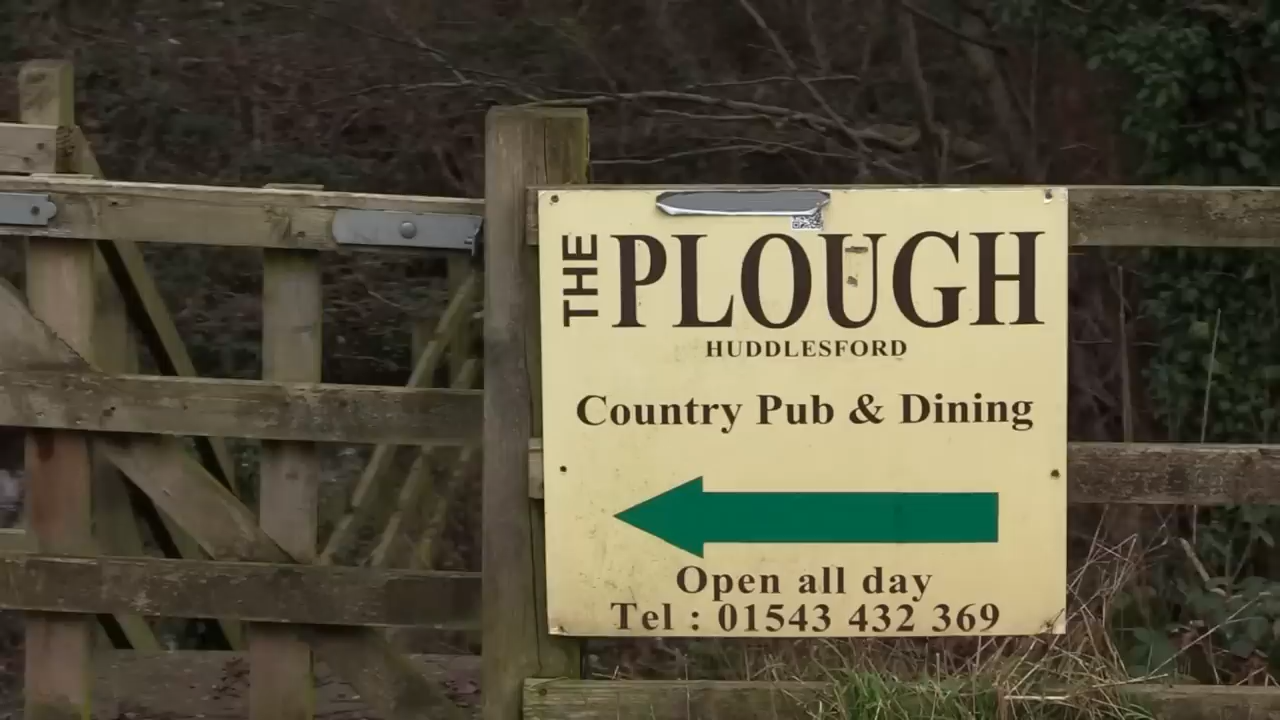 THE PLOUGH
HUDDLESFORD
Country Pub & Dining
Open all day
Tel : 01543 432 369